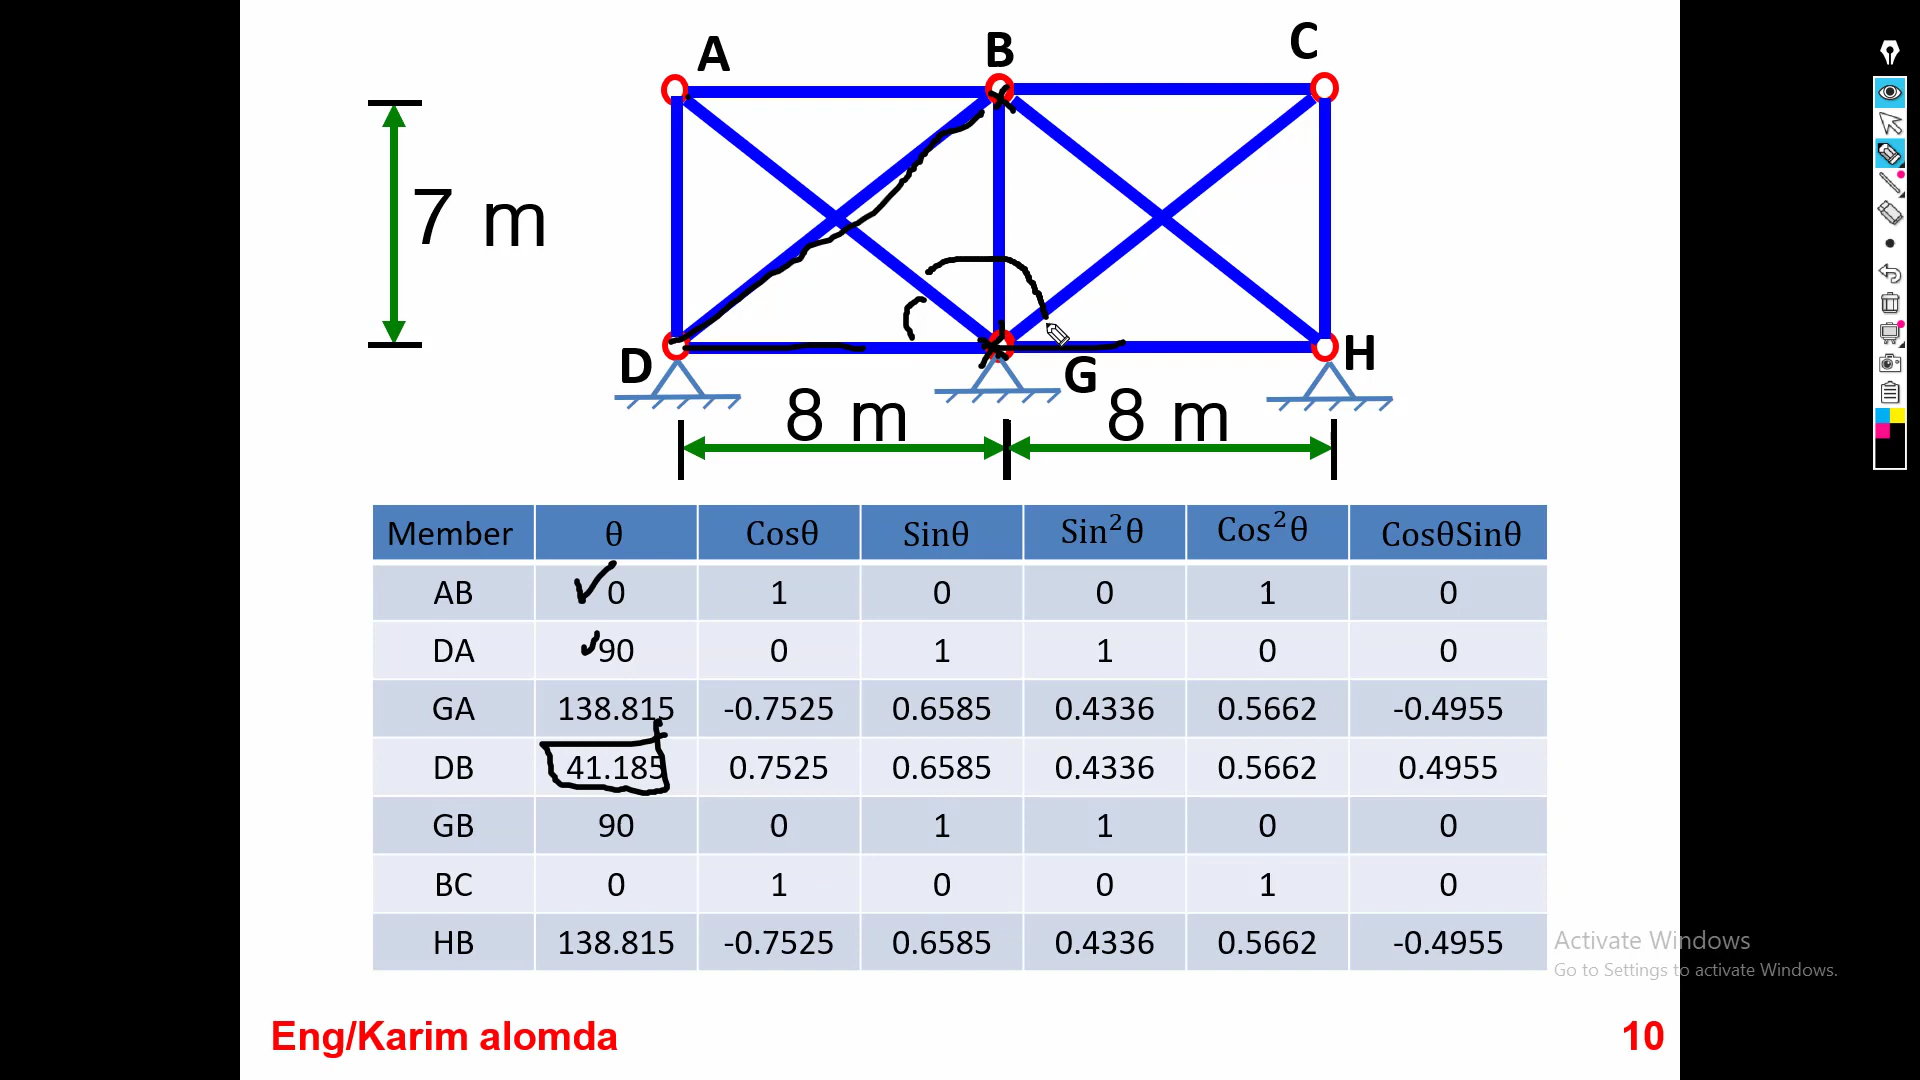 A B C
7 m
D G H
8 m 8 m
Member θ Cosθ Sinθ Sin²θ Cos²θ CosθSinθ
AB 0 1 0 0 1 0
DA 90 0 1 1 0 0
GA 138.815 -0.7525 0.6585 0.4336 0.5662 -0.4955
DB 41.185 0.7525 0.6585 0.4336 0.5662 0.4955
GB 90 0 1 1 0 0
BC 0 1 0 0 1 0
HB 138.815 -0.7525 0.6585 0.4336 0.5662 -0.4955
Activate Windows
Go to Settings to activate Windows.
Eng/Karim alomda 10